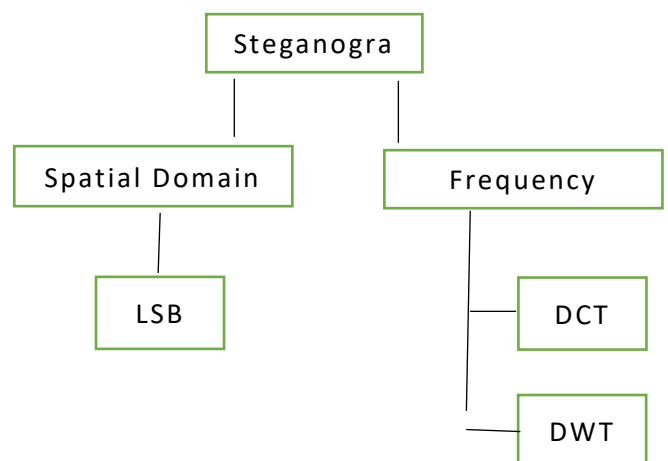 Steganogra
Spatial Domain
Frequency
LSB
DCT
DWT